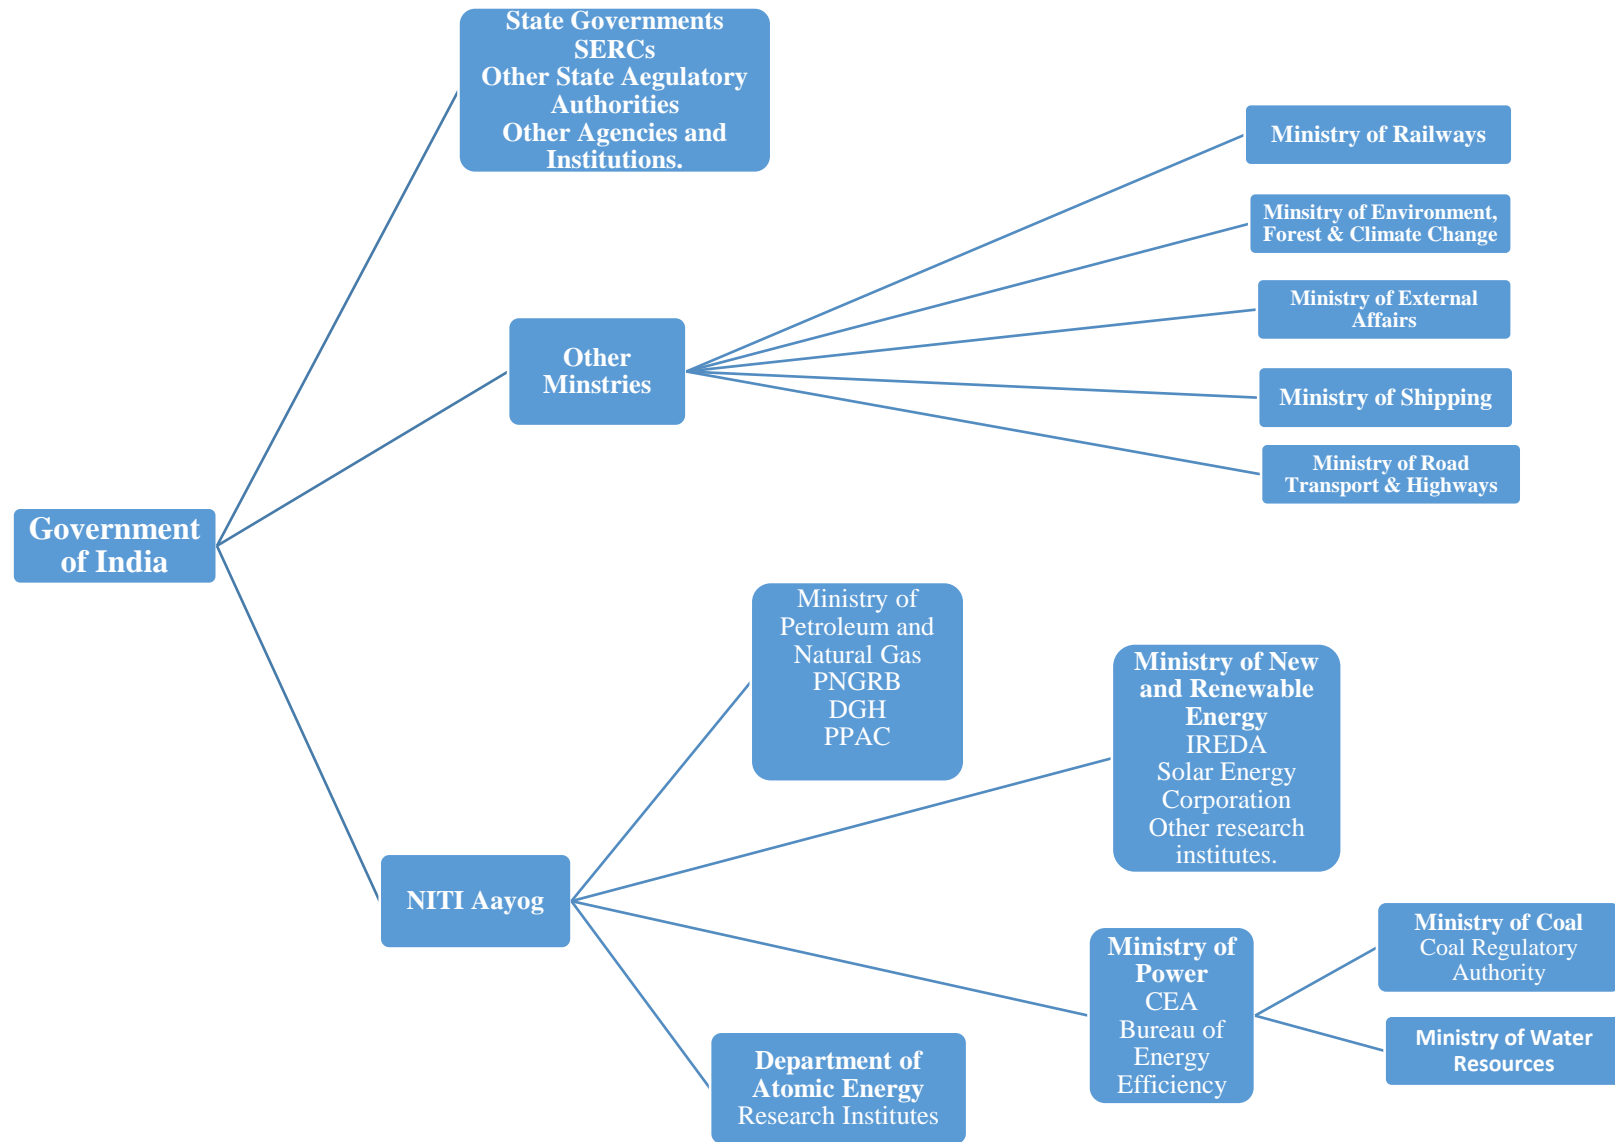 State Governments
SERCs
Other State Aegulatory
Authorities
Other Agencies and
Institutions.
Ministry of Railways
Minsitry of Environment,
Forest & Climate Change
Ministry of External
Affairs
Other
Minstries
Ministry of Shipping
Ministry of Road
Transport & Highways
Government
of India
Ministry of
Petroleum and
Natural Gas
PNGRB
DGH
PPAC
Ministry of New
and Renewable
Energy
IREDA
Solar Energy
Corporation
Other research
institutes.
NITI Aayog
Ministry of
Power
CEA
Bureau of
Energy
Efficiency
Ministry of Coal
Coal Regulatory
Authority
Ministry of Water
Resources
Department of
Atomic Energy
Research Institutes